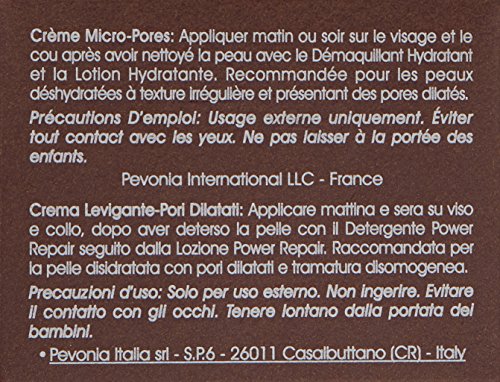 Crème Micro-Pores: Appliquer matin ou soir sur le visage et le
cou après avoir nettoyé la peau avec le Démaquillant Hydratant
et la Lotion Hydratante. Recommandée pour les peaux
déshydratées à texture irrégulière et présentant des pores dilatés.
Précautions D'emploi: Usage externe uniquement. Éviter
tout contact avec les yeux. Ne pas laisser à la portée des
enfants.
Pevonia International LLC - France
Crema Levigante-Pori Dilatati: Applicare mattina e sera su viso
e collo, dopo aver deterso la pelle con il Detergente Power
Repair seguito dalla Lozione Power Repair. Raccomandata per
la pelle disidratata con pori dilatati e tramatura disomogenea.
Precauzioni d'uso: Solo per uso esterno. Non ingerire. Evitare
il contatto con gli occhi. Tenere lontano dalla portata dei
bambini.
• Pevonia Italia srl - S.P.6 - 26011 Casalbuttano (CR) - Italy